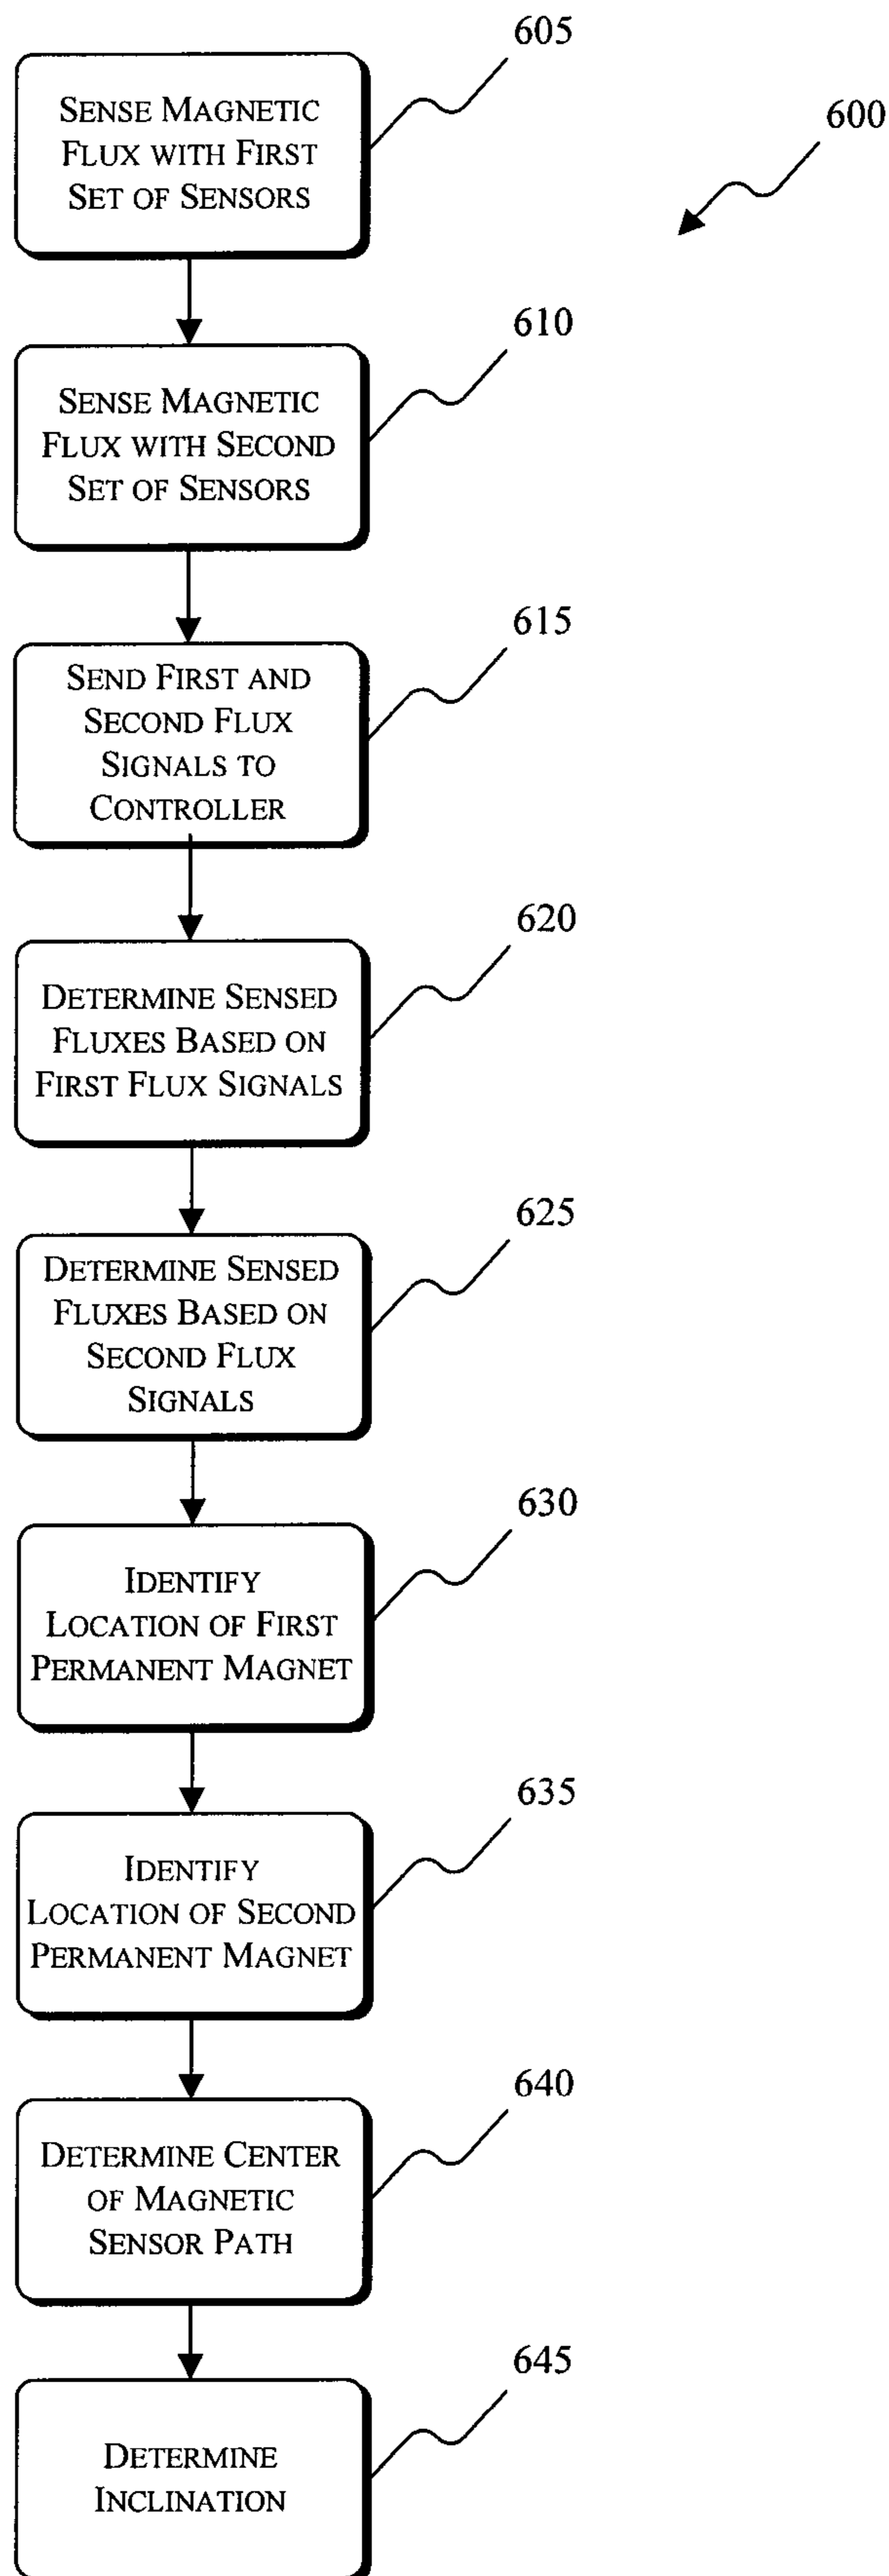 605
SENSE MAGNETIC
FLUX WITH FIRST
SET OF SENSORS
600
610
SENSE MAGNETIC
FLUX WITH SECOND
SET OF SENSORS
615
SEND FIRST AND
SECOND FLUX
SIGNALS TO
CONTROLLER
620
DETERMINE SENSED
FLUXES BASED ON
FIRST FLUX SIGNALS
625
DETERMINE SENSED
FLUXES BASED ON
SECOND FLUX
SIGNALS
630
IDENTIFY
LOCATION OF FIRST
PERMANENT MAGNET
635
IDENTIFY
LOCATION OF SECOND
PERMANENT MAGNET
640
DETERMINE CENTER
OF MAGNETIC
SENSOR PATH
645
DETERMINE
INCLINATION